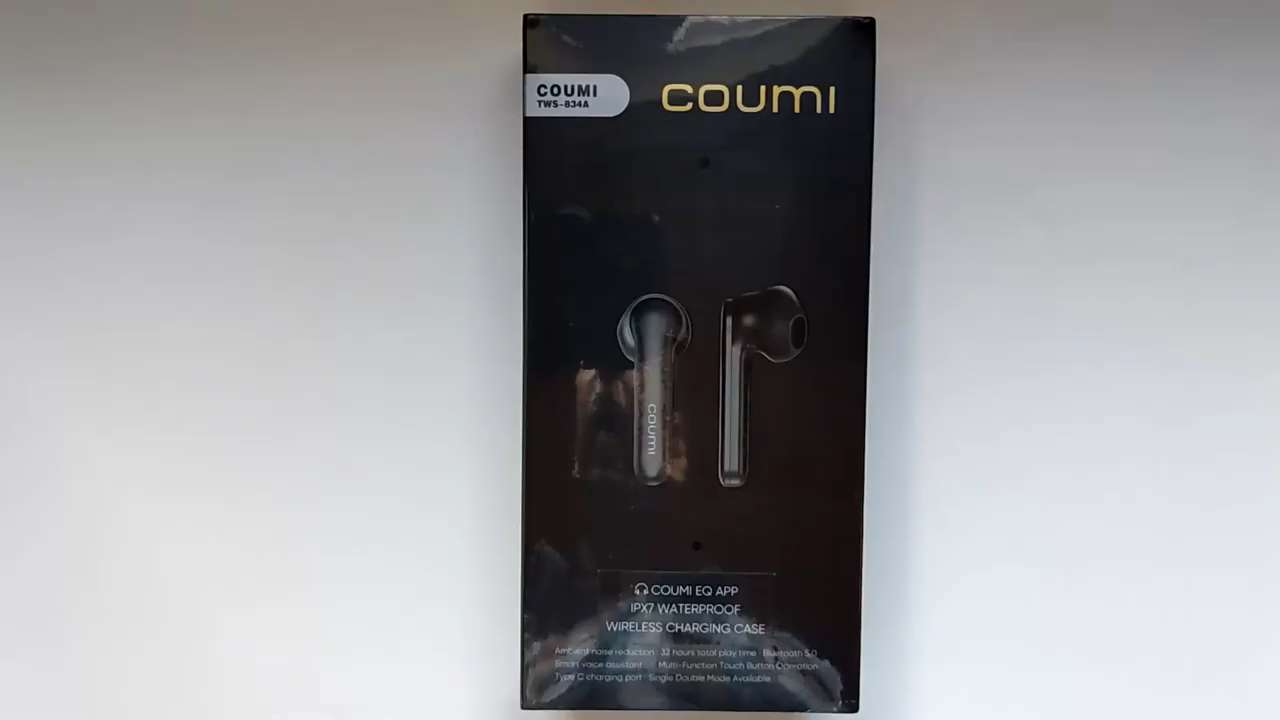 COUMI
TWS-834A
COUMI
COUMI
COUMI EQ APP
IPX7 WATERPROOF
WIRELESS CHARGING CASE
Ambient noise reduction · 32 hours total play time · Bluetooth 5.0
Smart voice assistant · Multi-Function Touch Button Operation
Type C charging port · Single Double Mode Available